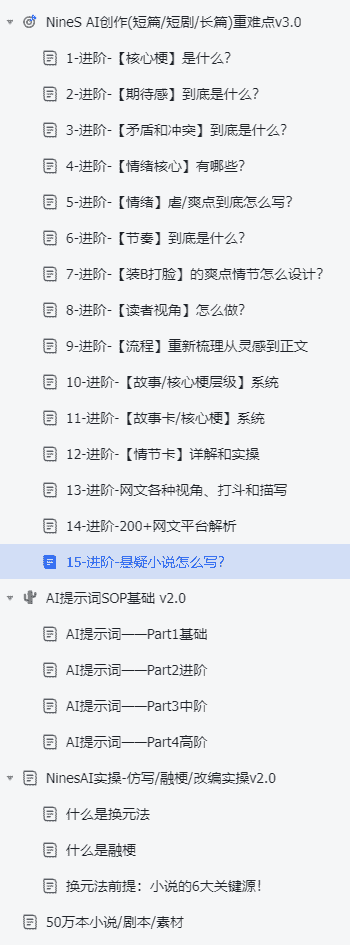 NineS AI创作(短篇/短剧/长篇)重难点v3.0
1-进阶-【核心梗】是什么?
2-进阶-【期待感】到底是什么?
3-进阶-【矛盾和冲突】到底是什么?
4-进阶-【情绪核心】有哪些?
5-进阶-【情绪】虐/爽点到底怎么写?
6-进阶-【节奏】到底是什么?
7-进阶-【装B打脸】的爽点情节怎么设计?
8-进阶-【读者视角】怎么做?
9-进阶-【流程】重新梳理从灵感到正文
10-进阶-【故事/核心梗层级】系统
11-进阶-【故事卡/核心梗】系统
12-进阶-【情节卡】详解和实操
13-进阶-网文各种视角、打斗和描写
14-进阶-200+网文平台解析
15-进阶-悬疑小说怎么写?
AI提示词SOP基础 v2.0
AI提示词——Part1基础
AI提示词——Part2进阶
AI提示词——Part3中阶
AI提示词——Part4高阶
NinesAI实操-仿写/融梗/改编实操v2.0
什么是换元法
什么是融梗
换元法前提：小说的6大关键源!
50万本小说/剧本/素材